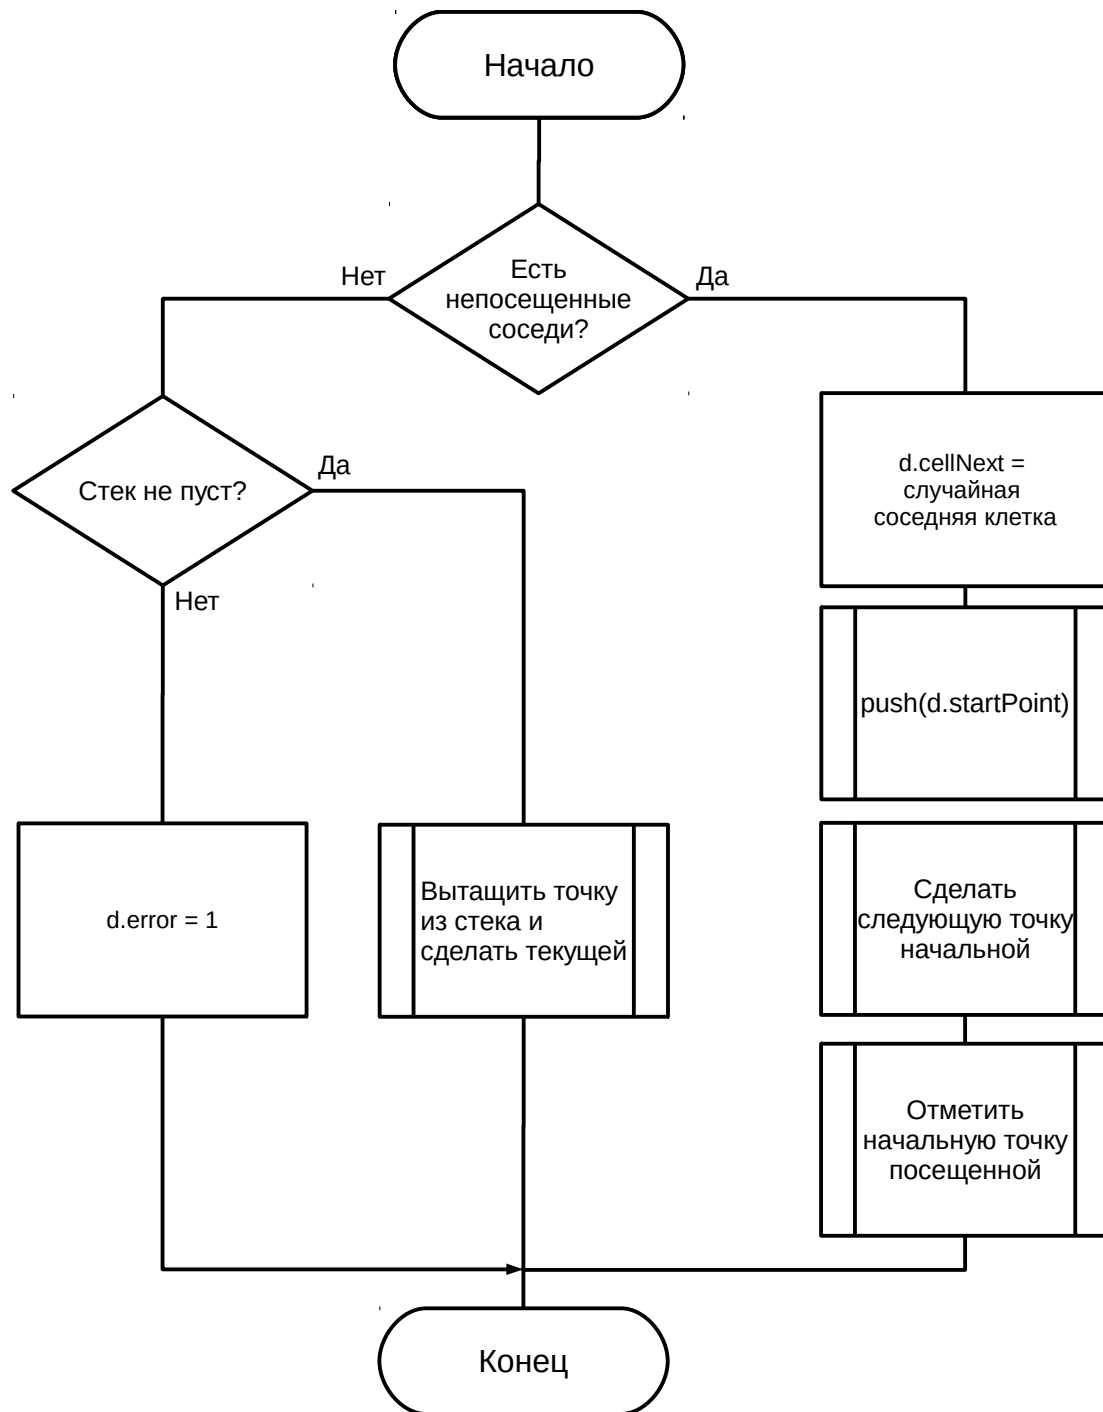 Начало
Есть
непосещенные
соседи?
Нет
Да
Стек не пуст?
Да
Нет
d.cellNext =
случайная
соседняя клетка
push(d.startPoint)
d.error = 1
Вытащить точку
из стека и
сделать текущей
Сделать
следующую точку
начальной
Отметить
начальную точку
посещенной
Конец